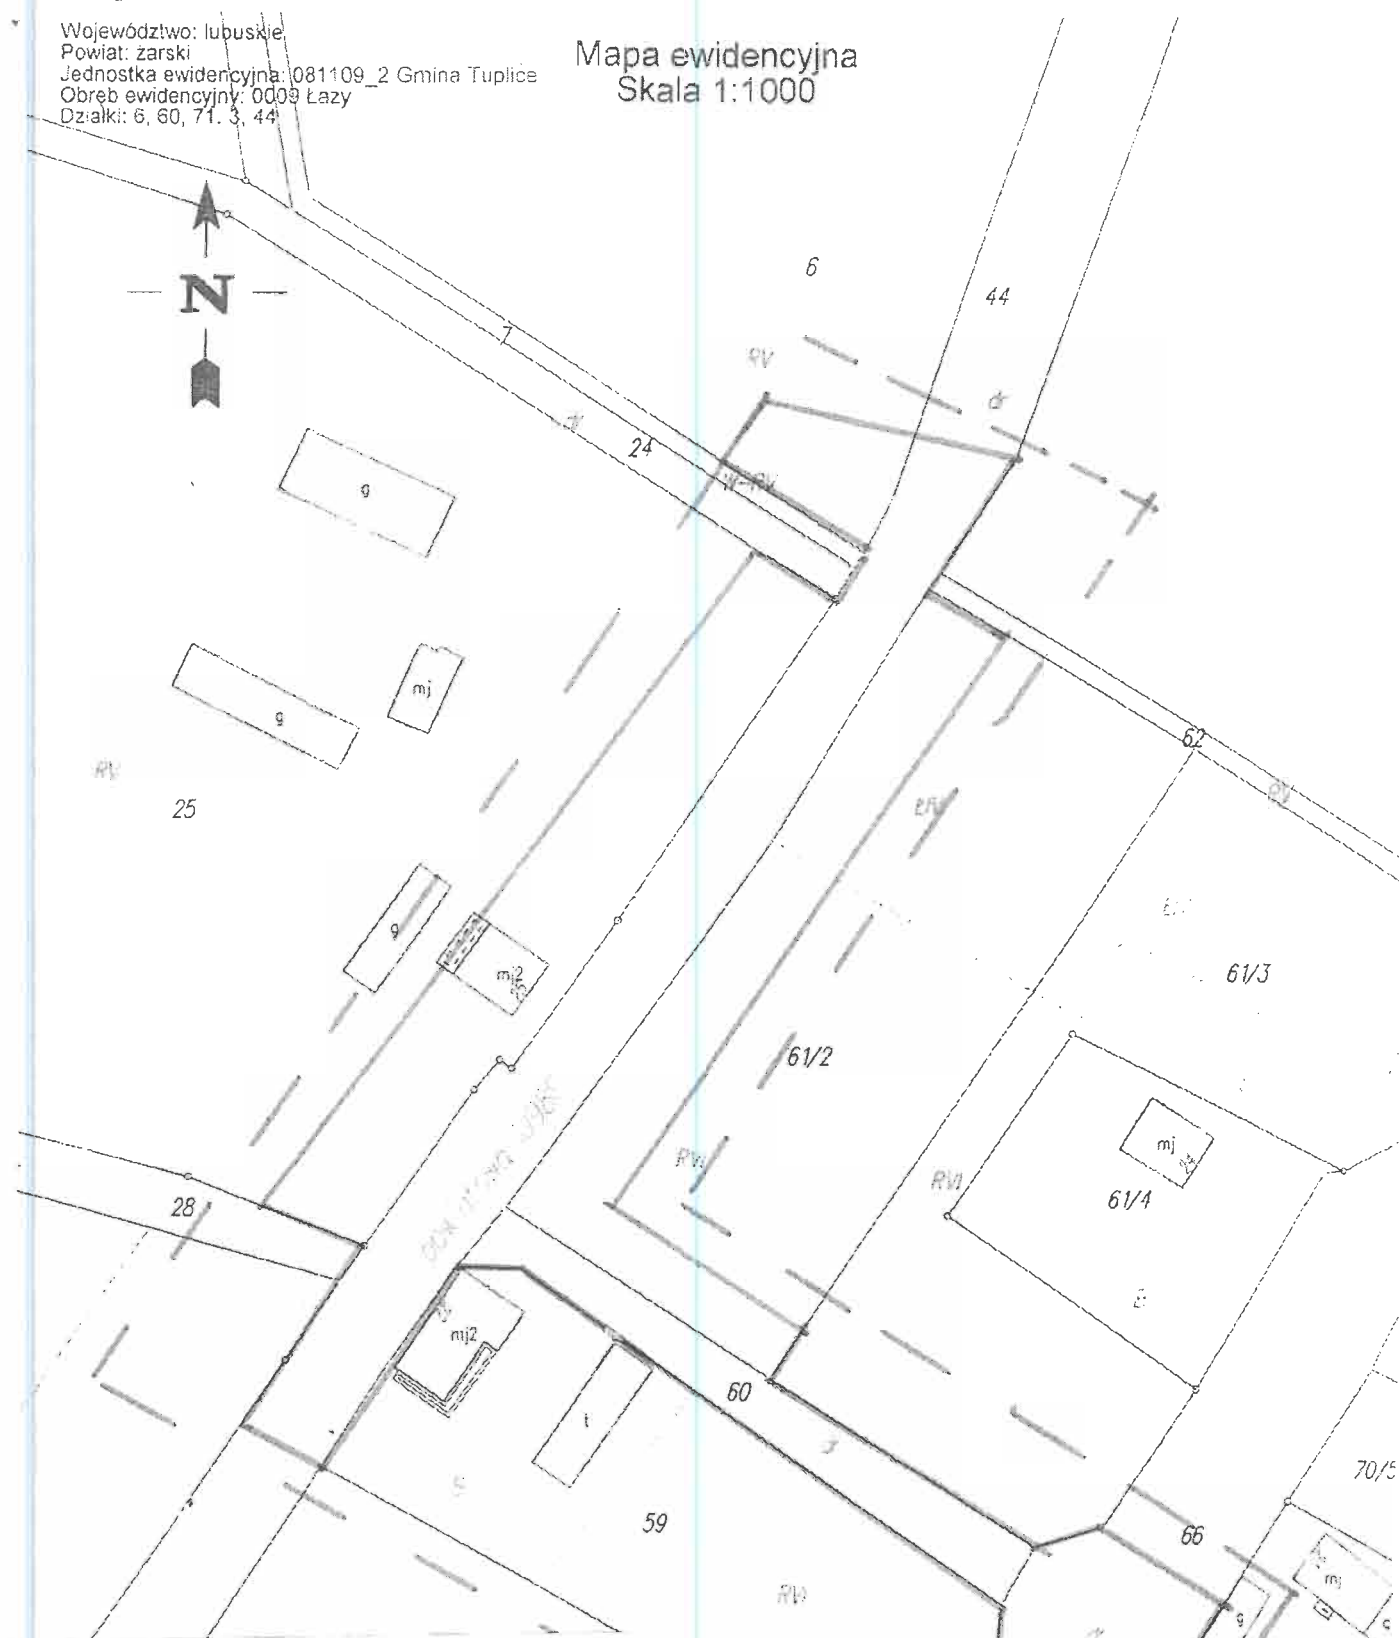 Województwo: lubuskie
Powiat: żarski
Jednostka ewidencyjna: 081109_2 Gmina Tuplice
Obręb ewidencyjny: 0009 Łazy
Działki: 6, 60, 71. 3, 44
Mapa ewidencyjna
Skala 1:1000
N
6
44
7
RV
dr
24
W-RV
g
mj
g
62
RV
RV
25
g
mj2
61/3
61/2
RVI
28
mj
RVI
61/4
B
mj2
60
t
70/5
59
66
RVI
mj
g